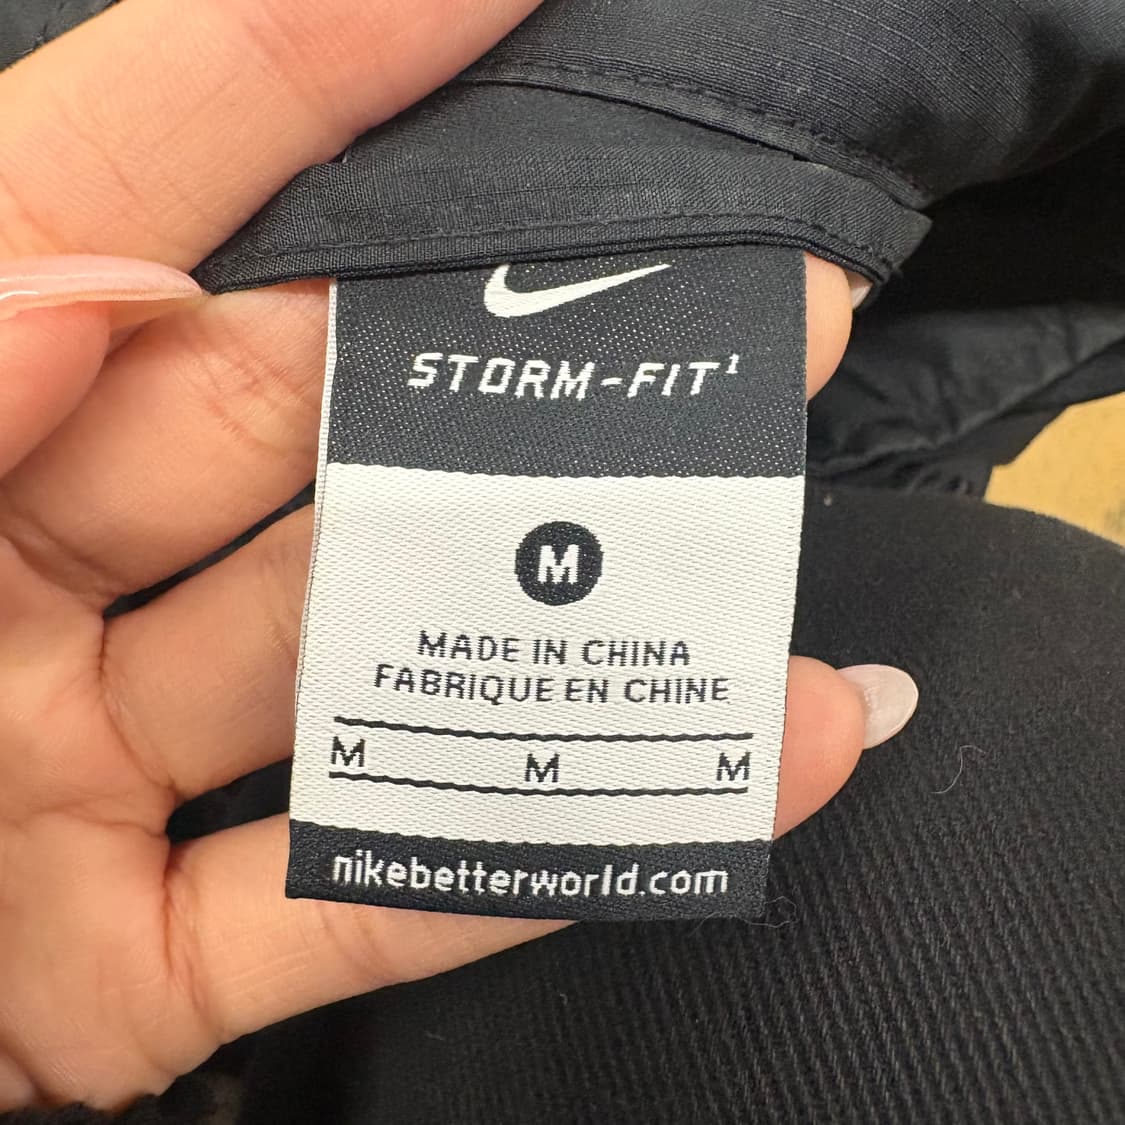 STORM-FIT¹
M
MADE IN CHINA
FABRIQUE EN CHINE
M M M
nikebetterworld.com